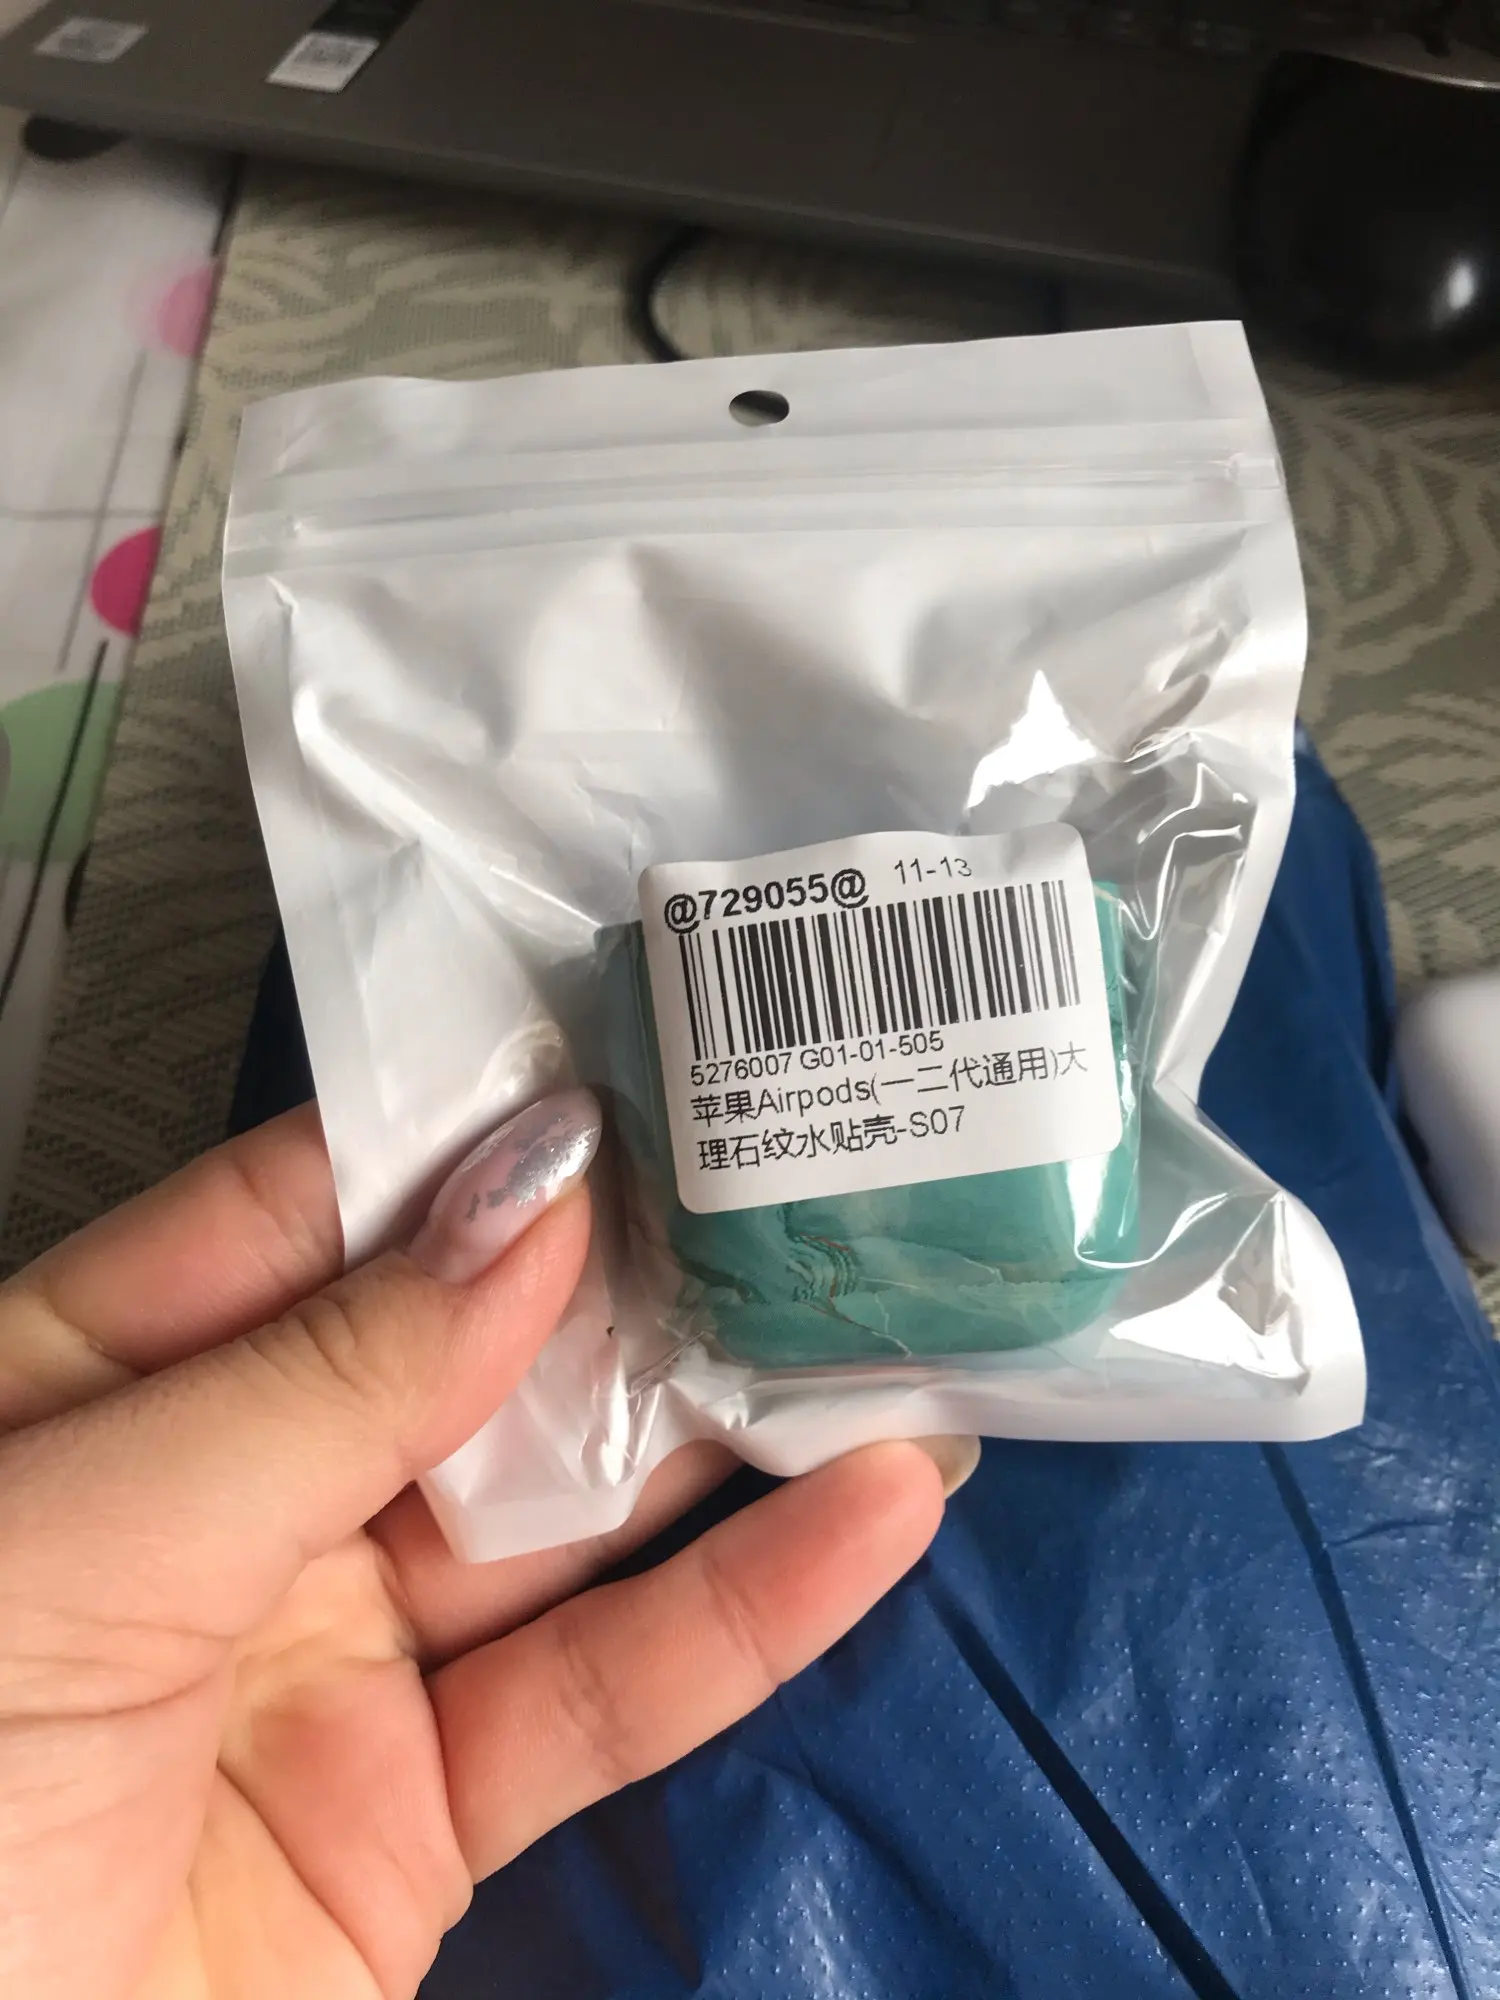 @729055@ 11-13
5276007 G01-01-505
苹果Airpods(一二代通用)大
理石纹水贴壳-S07